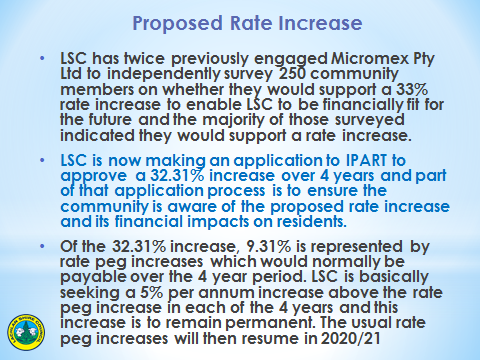 Proposed Rate Increase
• LSC has twice previously engaged Micromex Pty
Ltd to independently survey 250 community
members on whether they would support a 33%
rate increase to enable LSC to be financially fit for
the future and the majority of those surveyed
indicated they would support a rate increase.
• LSC is now making an application to IPART to
approve a 32.31% increase over 4 years and part
of that application process is to ensure the
community is aware of the proposed rate increase
and its financial impacts on residents.
• Of the 32.31% increase, 9.31% is represented by
rate peg increases which would normally be
payable over the 4 year period. LSC is basically
seeking a 5% per annum increase above the rate
peg increase in each of the 4 years and this
increase is to remain permanent. The usual rate
peg increases will then resume in 2020/21